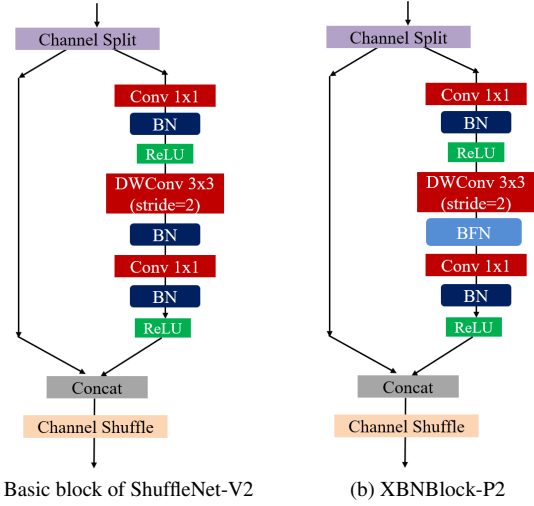 Channel Split
Conv 1x1
BN
ReLU
DWConv 3x3
(stride=2)
BN
Conv 1x1
BN
ReLU
Concat
Channel Shuffle
Basic block of ShuffleNet-V2
Channel Split
Conv 1x1
BN
ReLU
DWConv 3x3
(stride=2)
BFN
Conv 1x1
BN
ReLU
Concat
Channel Shuffle
(b) XBNBlock-P2